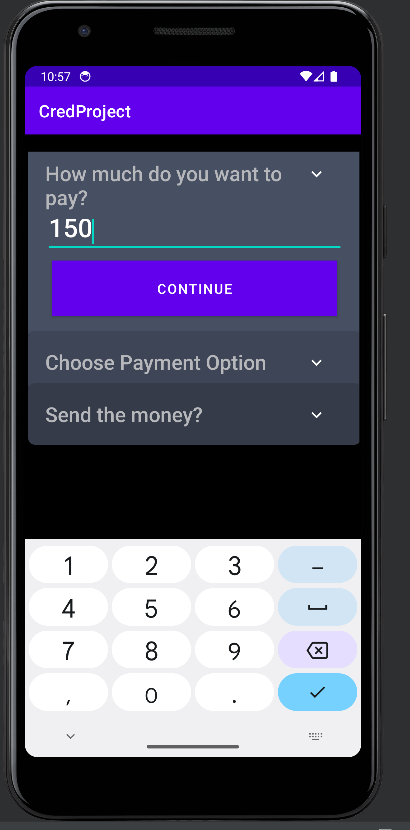 10:57
CredProject
How much do you want to
pay?
150
CONTINUE
Choose Payment Option
Send the money?
1 2 3 –
4 5 6
7 8 9
, 0 .